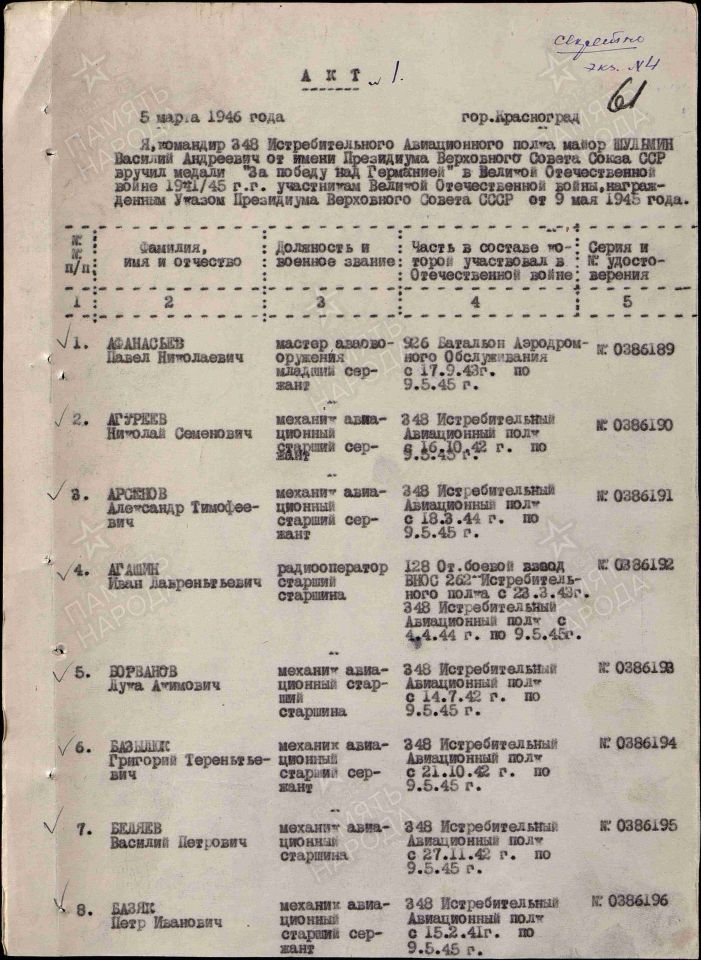 секретно
экз. №4
61
А К Т № 1.
5 марта 1946 года гор.Красноград
Я,командир 348 Истребительного Авиационного полка майор ШУЛЬМИН
Василий Андреевич от имени Президиума Верховного Совета Союза ССР
вручил медали "За победу над Германией" в Великой Отечественной
войне 1941/45 г.г. участникам Великой Отечественной войны,награж-
денным Указом Президиума Верховного Совета СССР от 9 мая 1945 года.
№ № п/п
Фамилия, имя и отчество
Должность и военное звание
Часть в составе ко-
торой участвовал в
Отечественной войне
Серия и
№ удосто-
верения
1 2 3 4 5
1. АФАНАСЬЕВ мастер авиаво- 926 Батальон Аэродром- № 0386189
Павел Николаевич оружения ного Обслуживания
младший сер- с 17.9.43г. по
жант 9.5.45 г.
2. АГУРЕЕВ механик авиа- 348 Истребительный № 0386190
Николай Семенович ционный Авиационный полк
старший сер- с 16.10.42 г. по
жант 9.5.45 г.
3. АРСЕНОВ механик авиа- 348 Истребительный № 0386191
Александр Тимофее- ционный Авиационный полк
вич старший сер- с 18.3.44 г. по
жант 9.5.45 г.
4. АГАШИН радиооператор 128 От.боевой взвод № 0386192
Иван Лавреньтьевич старший ВНОС 262 Истребитель-
старшина ного полка с 23.3.43г.
348 Истребительный
Авиационный полк с
4.4.44 г. по 9.5.45г.
5. БОРВАНОВ механик авиа- 348 Истребительный № 0386193
Лука Акимович ционный стар- Авиационный полк
ший с 14.7.42 г. по
старшина 9.5.45 г.
6. БАЗЫЛЮК механик авиа- 348 Истребительный № 0386194
Григорий Тереньтье- ционный Авиационный полк
вич старший сер- с 21.10.42 г. по
жант 9.5.45 г.
7. БЕЛЯЕВ механик авиа- 348 Истребительный № 0386195
Василий Петрович ционный Авиационный полк
старшина с 27.11.42 г. по
9.5.45 г.
8. БАЗЯК механик авиа- 348 Истребительный № 0386196
Петр Иванович ционный Авиационный полк
старший сер- с 15.2.41г. по
жант 9.5.45 г.
ПАМЯТЬ НАРОДА